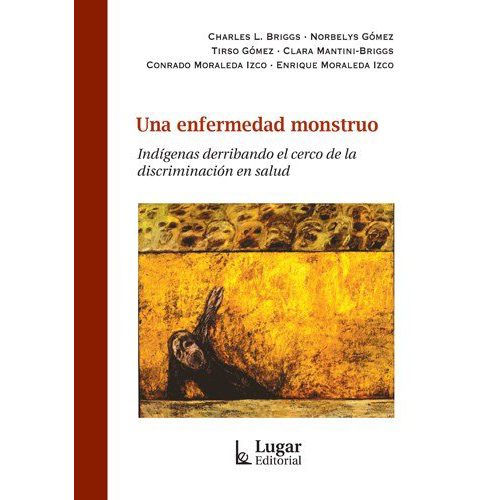 CHARLES L. BRIGGS · NORBELYS GÓMEZ
TIRSO GÓMEZ · CLARA MANTINI-BRIGGS
CONRADO MORALEDA IZCO · ENRIQUE MORALEDA IZCO
Una enfermedad monstruo
Indígenas derribando el cerco de la
discriminación en salud
Lugar
Editorial